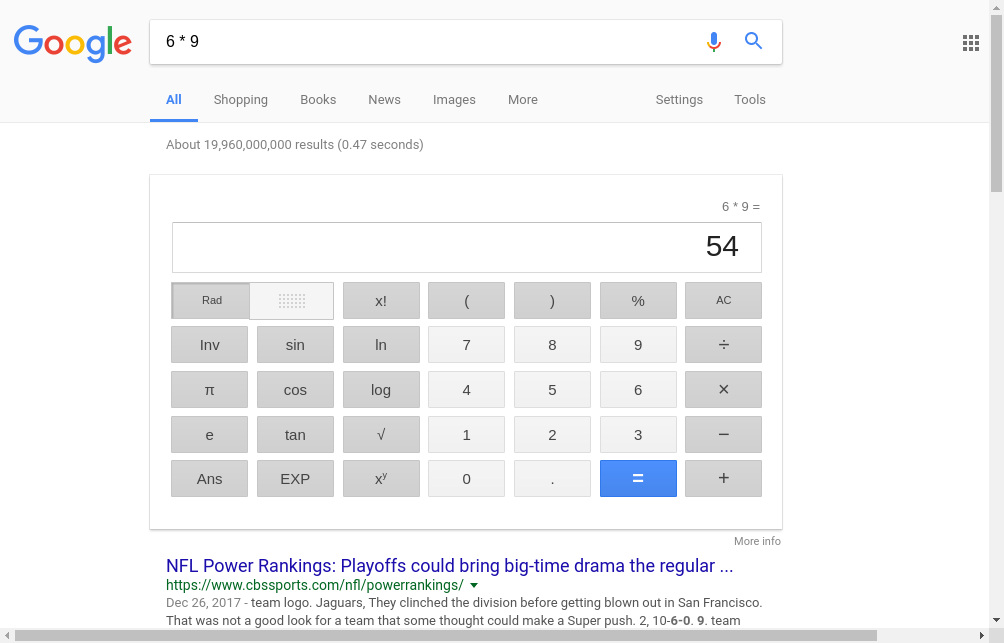 Google
6 * 9
All Shopping Books News Images More Settings Tools
About 19,960,000,000 results (0.47 seconds)
6 * 9 =
54
Rad x! ( ) % AC
Inv sin ln 7 8 9 ÷
π cos log 4 5 6 ×
e tan √ 1 2 3 −
Ans EXP xʸ 0 . = +
More info
NFL Power Rankings: Playoffs could bring big-time drama the regular ...
https://www.cbssports.com/nfl/powerrankings/
Dec 26, 2017 - team logo. Jaguars, They clinched the division before getting blown out in San Francisco.
That was not a good look for a team that some thought could make a Super push. 2, 10-6-0. 9. team